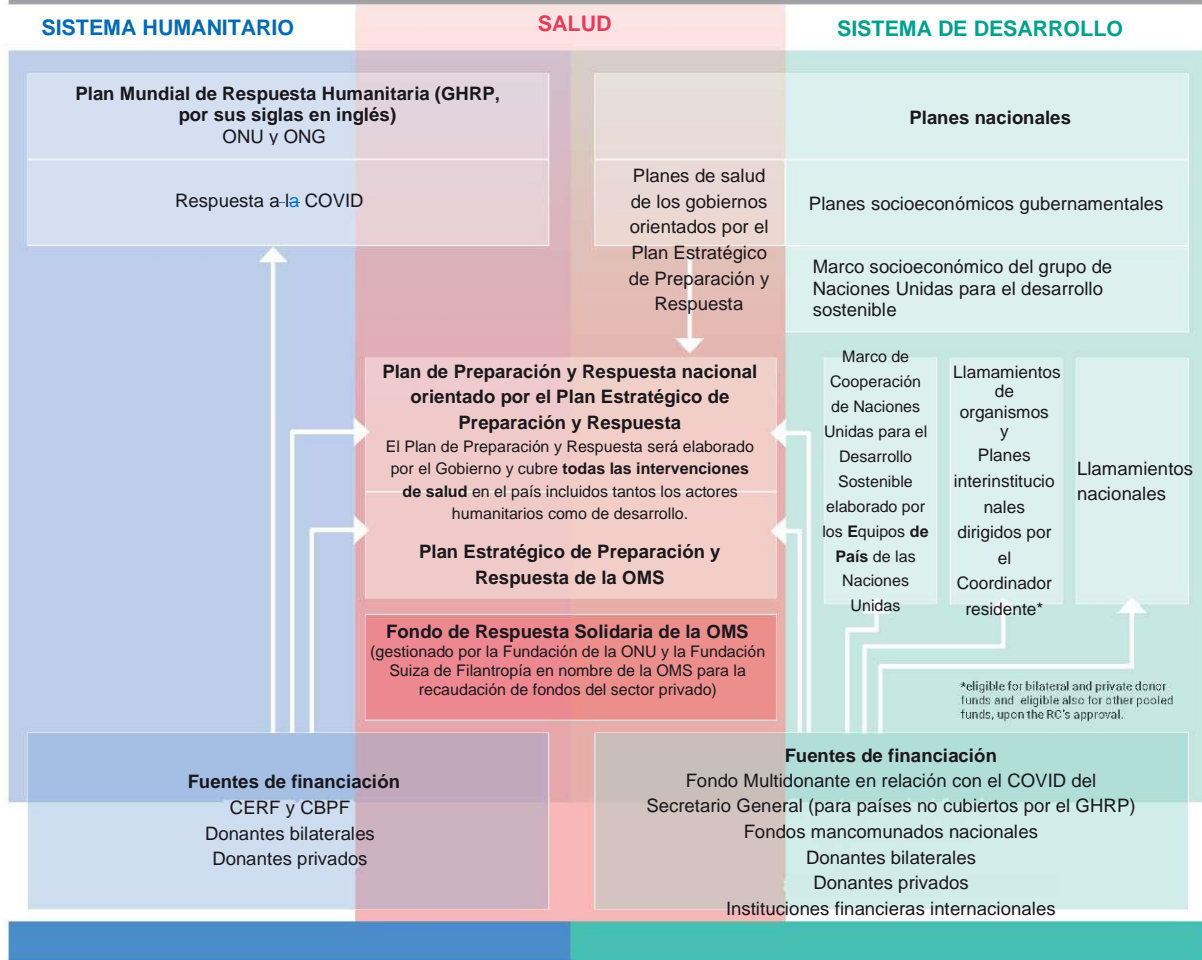 SISTEMA HUMANITARIO
SALUD
SISTEMA DE DESARROLLO
Plan Mundial de Respuesta Humanitaria (GHRP,
por sus siglas en inglés)
ONU y ONG
Respuesta a la COVID
Planes nacionales
Planes de salud
de los gobiernos
orientados por el
Plan Estratégico
de Preparación y
Respuesta
Planes socioeconómicos gubernamentales
Marco socioeconómico del grupo de
Naciones Unidas para el desarrollo
sostenible
Plan de Preparación y Respuesta nacional
orientado por el Plan Estratégico de
Preparación y Respuesta
El Plan de Preparación y Respuesta será elaborado
por el Gobierno y cubre todas las intervenciones
de salud en el país incluidos tanto los actores
humanitarios como de desarrollo.
Plan Estratégico de Preparación y
Respuesta de la OMS
Fondo de Respuesta Solidaria de la OMS
(gestionado por la Fundación de la ONU y la Fundación
Suiza de Filantropía en nombre de la OMS para la
recaudación de fondos del sector privado)
Marco de
Cooperación
de Naciones
Unidas para el
Desarrollo
Sostenible
elaborado por
los Equipos de
País de las
Naciones
Unidas
Llamamientos
de
organismos
y
Planes
interinstitucio
nales
dirigidos por
el
Coordinador
residente*
Llamamientos
nacionales
*eligible for bilateral and private donor
funds and eligible also for other pooled
funds, upon the RC's approval.
Fuentes de financiación
CERF y CBPF
Donantes bilaterales
Donantes privados
Fuentes de financiación
Fondo Multidonante en relación con el COVID del
Secretario General (para países no cubiertos por el GHRP)
Fondos mancomunados nacionales
Donantes bilaterales
Donantes privados
Instituciones financieras internacionales